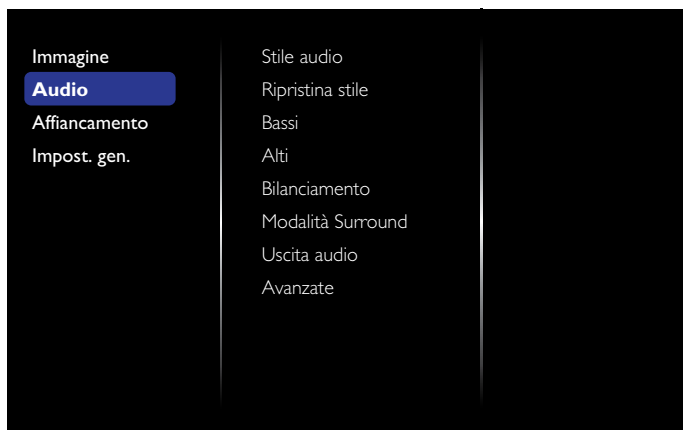 Immagine
Audio
Affiancamento
Impost. gen.
Stile audio
Ripristina stile
Bassi
Alti
Bilanciamento
Modalità Surround
Uscita audio
Avanzate